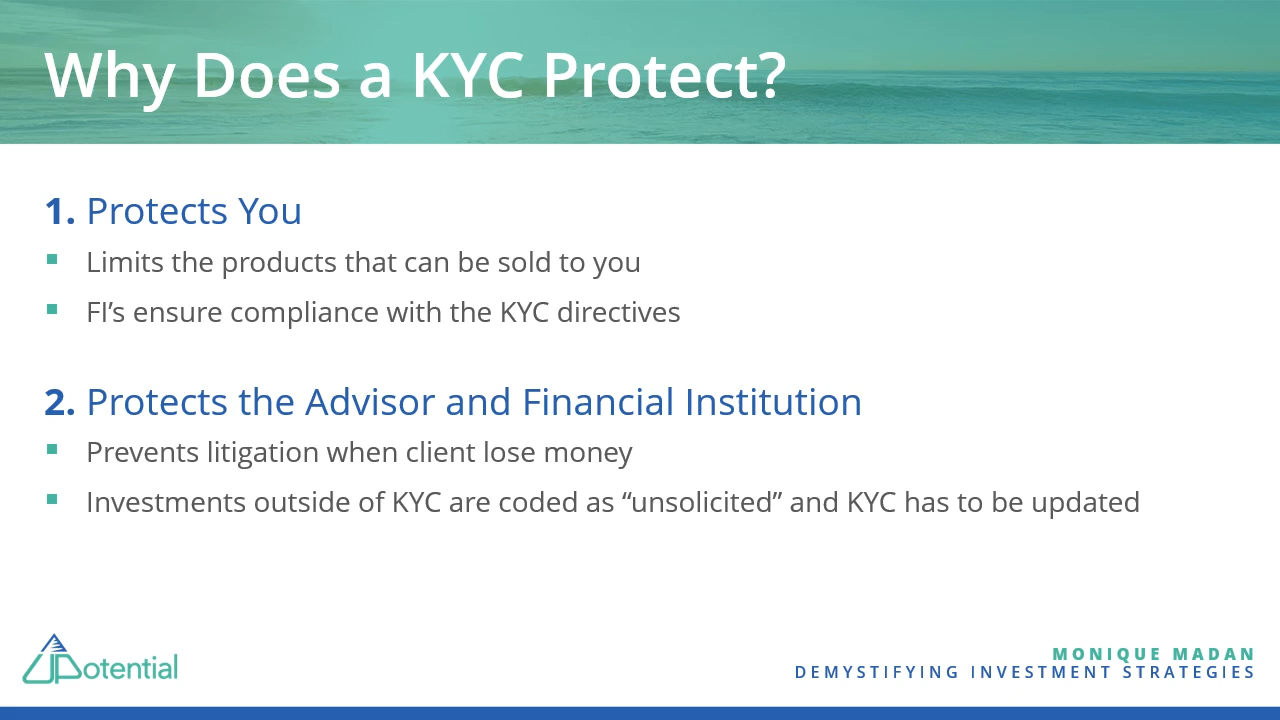 Why Does a KYC Protect?
1. Protects You
▪ Limits the products that can be sold to you
▪ FI’s ensure compliance with the KYC directives
2. Protects the Advisor and Financial Institution
▪ Prevents litigation when client lose money
▪ Investments outside of KYC are coded as “unsolicited” and KYC has to be updated
UPotential
MONIQUE MADAN
DEMYSTIFYING INVESTMENT STRATEGIES